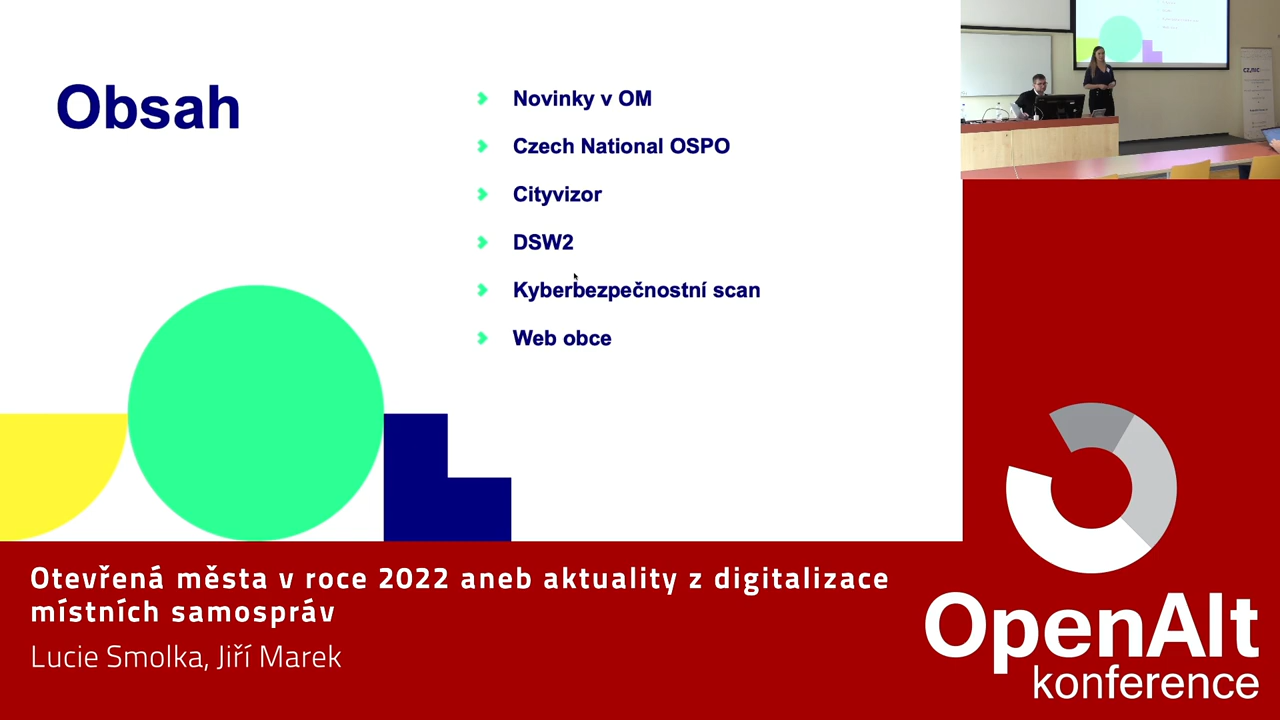 Obsah
Novinky v OM
Czech National OSPO
Cityvizor
DSW2
Kyberbezpečnostní scan
Web obce
Otevřená města v roce 2022 aneb aktuality z digitalizace
místních samospráv
Lucie Smolka, Jiří Marek
OpenAlt
konference